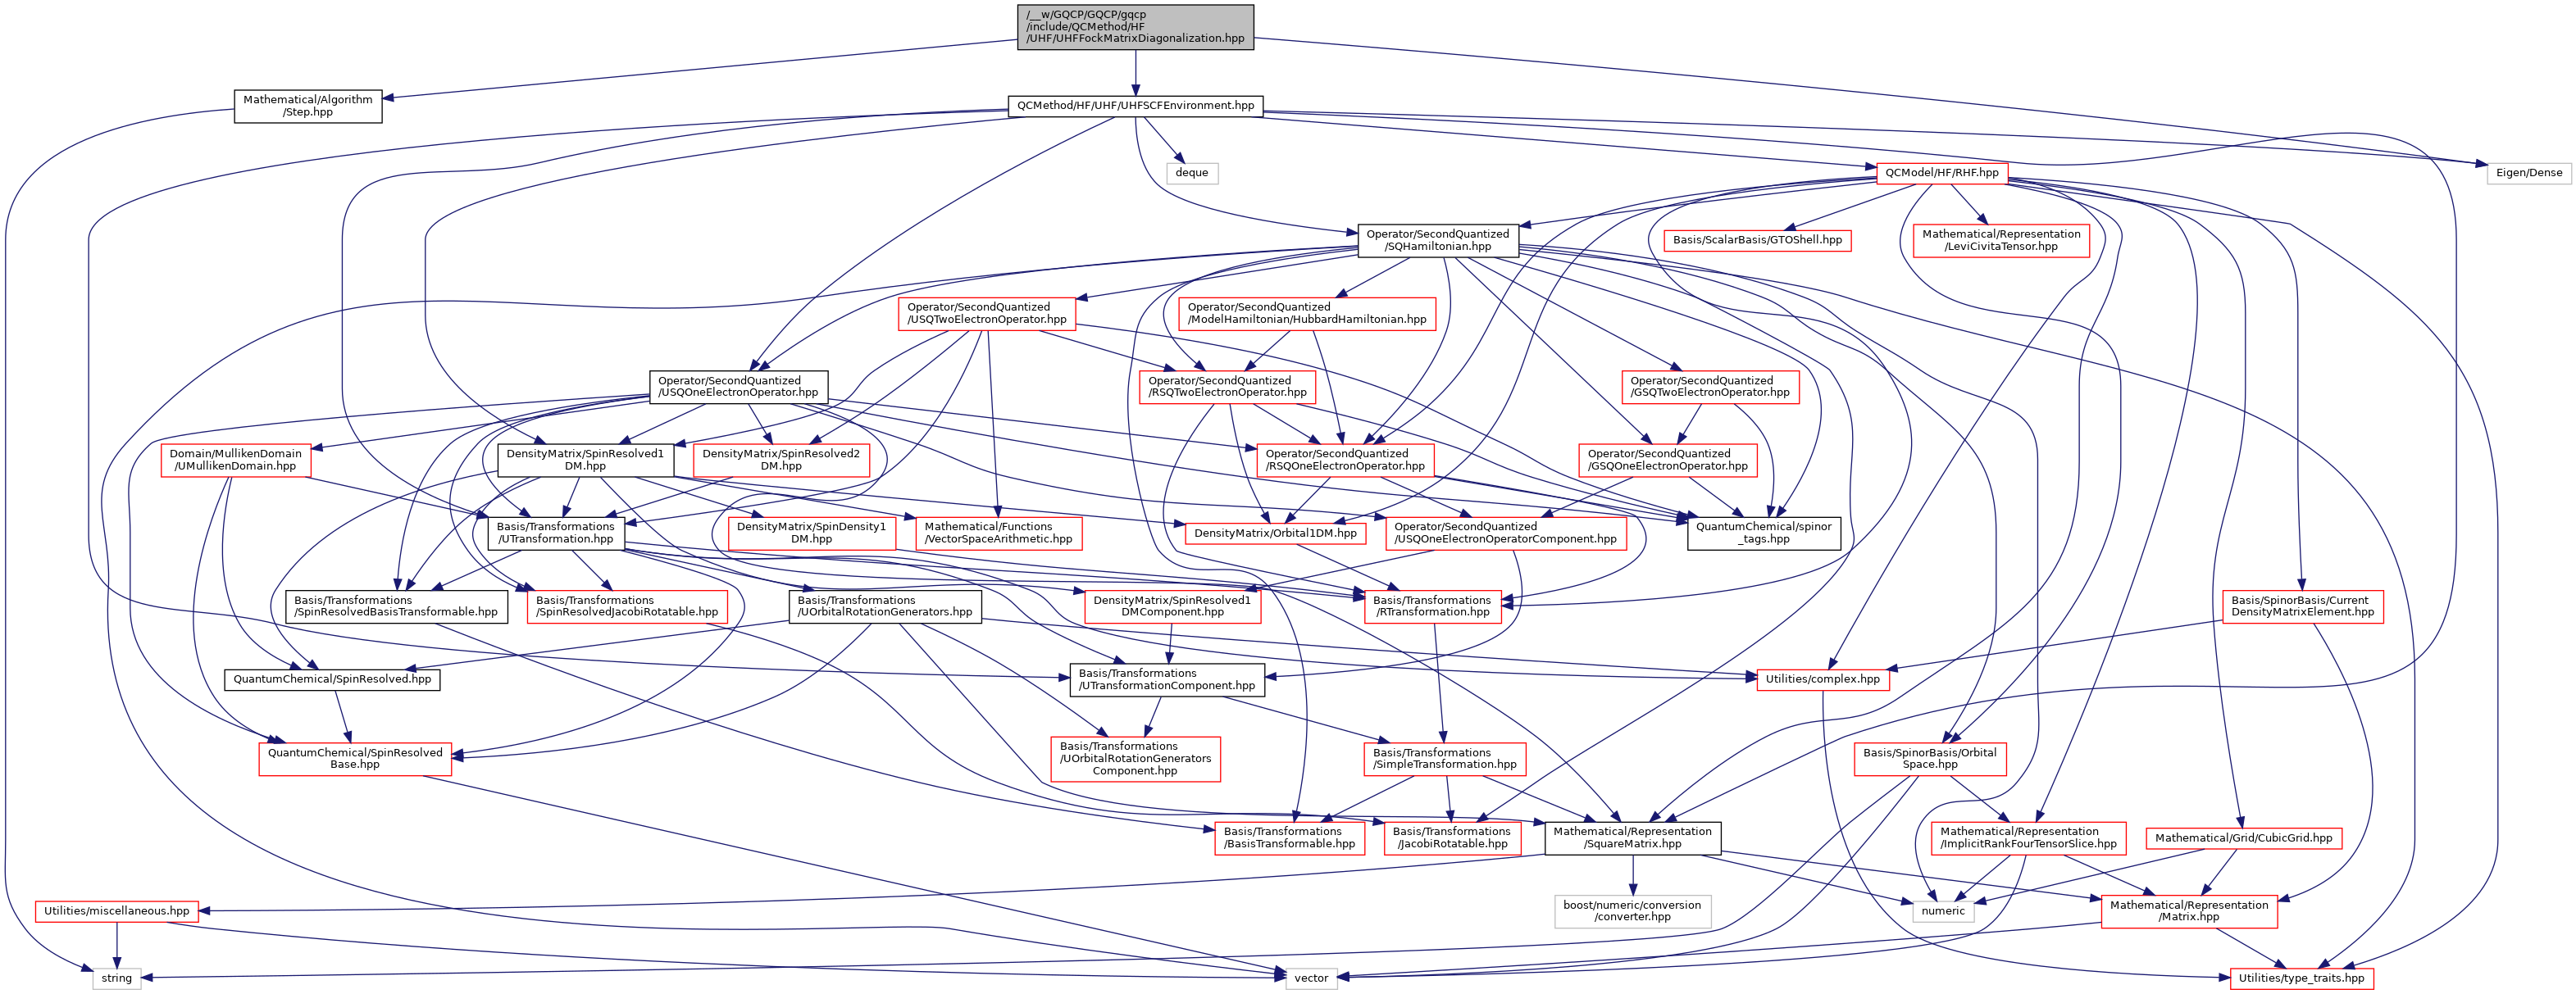 /__w/GQCP/GQCP/gqcp
/include/QCMethod/HF
/UHF/UHFFockMatrixDiagonalization.hpp
Mathematical/Algorithm
/Step.hpp
QCMethod/HF/UHF/UHFSCFEnvironment.hpp
deque
QCModel/HF/RHF.hpp
Eigen/Dense
Operator/SecondQuantized
/SQHamiltonian.hpp
Basis/ScalarBasis/GTOShell.hpp
Mathematical/Representation
/LeviCivitaTensor.hpp
Operator/SecondQuantized
/USQTwoElectronOperator.hpp
Operator/SecondQuantized
/ModelHamiltonian/HubbardHamiltonian.hpp
Operator/SecondQuantized
/USQOneElectronOperator.hpp
Operator/SecondQuantized
/RSQTwoElectronOperator.hpp
Operator/SecondQuantized
/GSQTwoElectronOperator.hpp
Domain/MullikenDomain
/UMullikenDomain.hpp
DensityMatrix/SpinResolved1
DM.hpp
DensityMatrix/SpinResolved2
DM.hpp
Operator/SecondQuantized
/RSQOneElectronOperator.hpp
Operator/SecondQuantized
/GSQOneElectronOperator.hpp
Basis/Transformations
/UTransformation.hpp
DensityMatrix/SpinDensity1
DM.hpp
Mathematical/Functions
/VectorSpaceArithmetic.hpp
DensityMatrix/Orbital1DM.hpp
Operator/SecondQuantized
/USQOneElectronOperatorComponent.hpp
QuantumChemical/spinor
_tags.hpp
Basis/Transformations
/SpinResolvedBasisTransformable.hpp
Basis/Transformations
/SpinResolvedJacobiRotatable.hpp
Basis/Transformations
/UOrbitalRotationGenerators.hpp
DensityMatrix/SpinResolved1
DMComponent.hpp
Basis/Transformations
/RTransformation.hpp
Basis/SpinorBasis/Current
DensityMatrixElement.hpp
QuantumChemical/SpinResolved.hpp
Basis/Transformations
/UTransformationComponent.hpp
Utilities/complex.hpp
QuantumChemical/SpinResolved
Base.hpp
Basis/Transformations
/UOrbitalRotationGenerators
Component.hpp
Basis/Transformations
/SimpleTransformation.hpp
Basis/SpinorBasis/Orbital
Space.hpp
Basis/Transformations
/BasisTransformable.hpp
Basis/Transformations
/JacobiRotatable.hpp
Mathematical/Representation
/SquareMatrix.hpp
Mathematical/Representation
/ImplicitRankFourTensorSlice.hpp
Mathematical/Grid/CubicGrid.hpp
Utilities/miscellaneous.hpp
boost/numeric/conversion
/converter.hpp
numeric
Mathematical/Representation
/Matrix.hpp
string
vector
Utilities/type_traits.hpp